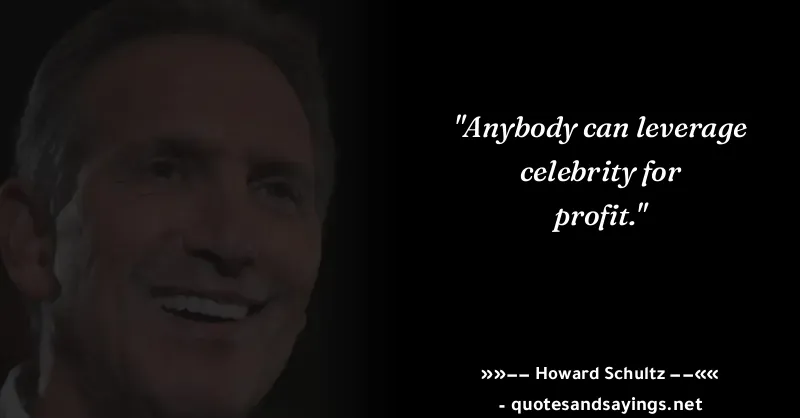 "Anybody can leverage
celebrity for
profit."
»»−− Howard Schultz −−««
- quotesandsayings.net